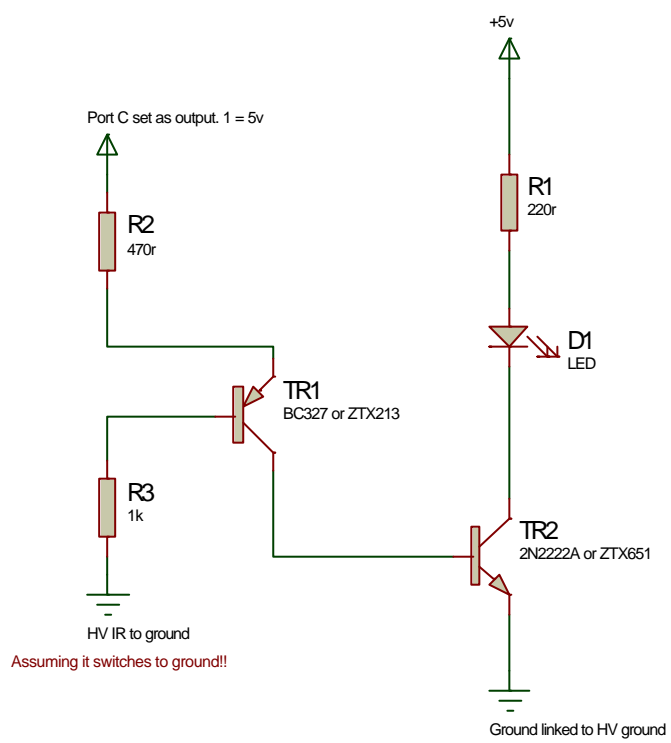 +5v
Port C set as output. 1 = 5v
R1
220r
R2
470r
D1
LED
TR1
BC327 or ZTX213
R3
1k
TR2
2N2222A or ZTX651
HV IR to ground
Assuming it switches to ground!!
Ground linked to HV ground